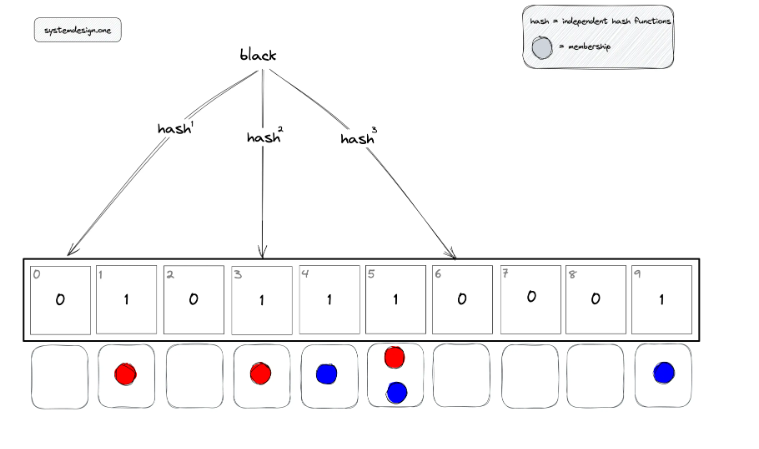 systemdesign.one
hash = independent hash functions
= membership
black
hash¹
hash²
hash³
0 1 2 3 4 5 6 7 8 9
0 1 0 1 1 1 0 0 0 1